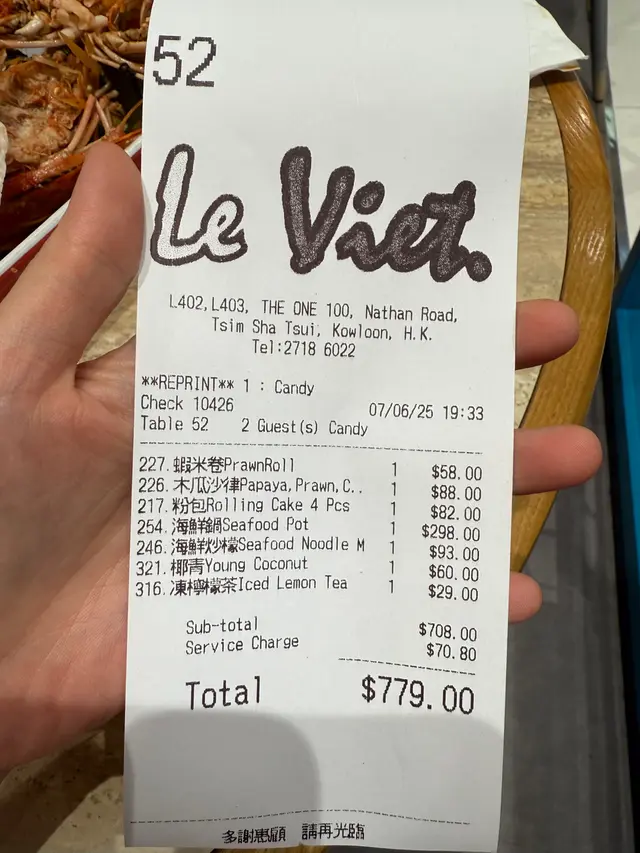 52
Le Viet.
L402,L403, THE ONE 100, Nathan Road,
Tsim Sha Tsui, Kowloon, H.K.
Tel:2718 6022
**REPRINT** 1 : Candy
Check 10426 07/06/25 19:33
Table 52 2 Guest(s) Candy
227. 蝦米卷PrawnRoll 1 $58.00
226. 木瓜沙律Papaya,Prawn,C.. 1 $88.00
217. 粉包Rolling Cake 4 Pcs 1 $82.00
254. 海鮮鍋Seafood Pot 1 $298.00
246. 海鮮炒檬Seafood Noodle M 1 $93.00
321. 椰青Young Coconut 1 $60.00
316. 凍檸檬茶Iced Lemon Tea 1 $29.00
Sub-total $708.00
Service Charge $70.80
Total $779.00
多謝惠顧 請再光臨